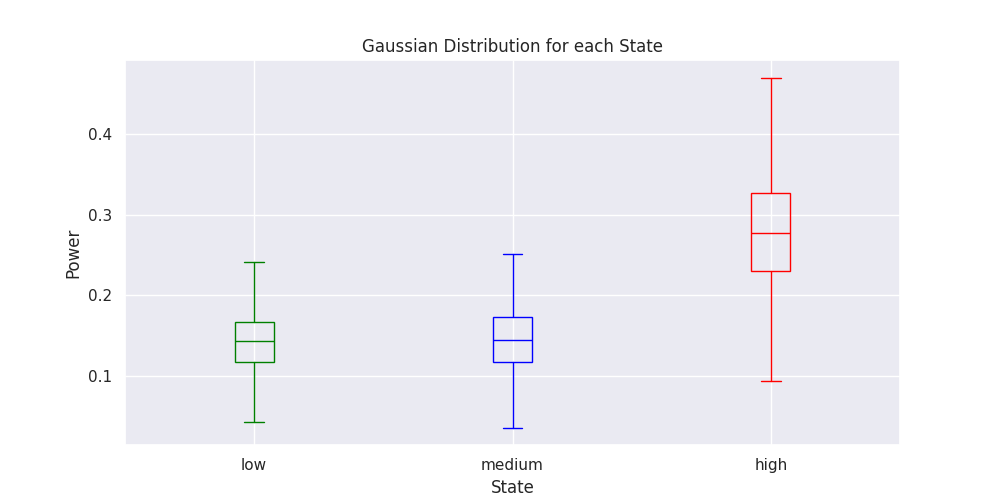 Gaussian Distribution for each State
Power
0.4
0.3
0.2
0.1
low medium high
State